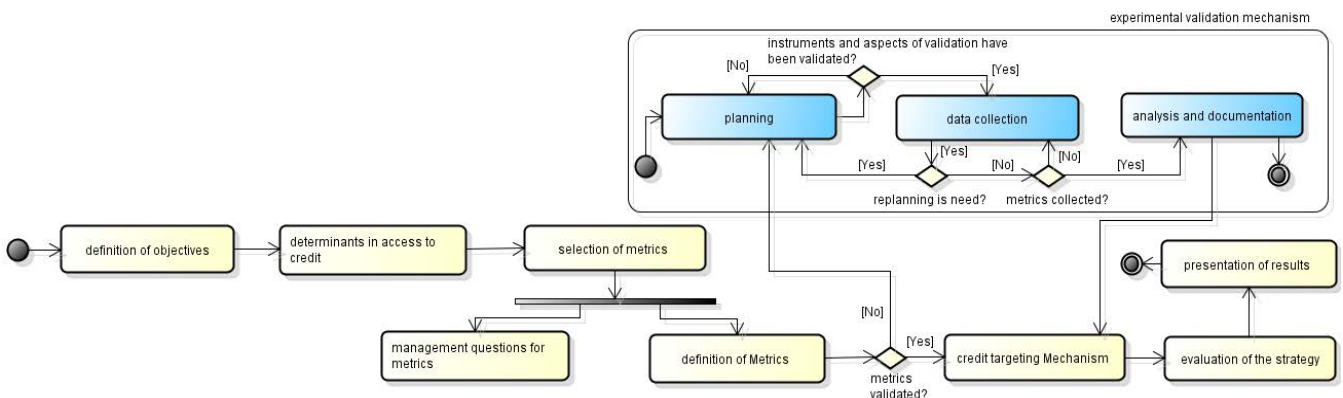 experimental validation mechanism
instruments and aspects of validation have
been validated?
[No]
[Yes]
planning
data collection
analysis and documentation
[Yes]
[No]
[Yes]
[No]
[Yes]
replanning is need?
metrics collected?
definition of objectives
determinants in access to
credit
selection of metrics
presentation of results
[No]
management questions for
metrics
definition of Metrics
[Yes]
credit targeting Mechanism
evaluation of the strategy
metrics
validated?